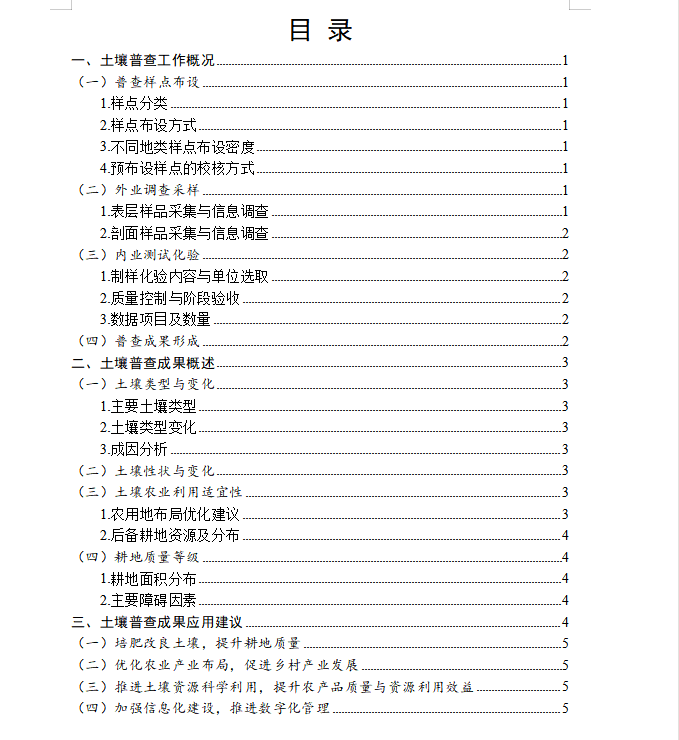 目 录
一、土壤普查工作概况 1
（一）普查样点布设 1
1.样点分类 1
2.样点布设方式 1
3.不同地类样点布设密度 1
4.预布设样点的校核方式 1
（二）外业调查采样 1
1.表层样品采集与信息调查 1
2.剖面样品采集与信息调查 2
（三）内业测试化验 2
1.制样化验内容与单位选取 2
2.质量控制与阶段验收 2
3.数据项目及数量 2
（四）普查成果形成 2
二、土壤普查成果概述 3
（一）土壤类型与变化 3
1.主要土壤类型 3
2.土壤类型变化 3
3.成因分析 3
（二）土壤性状与变化 3
（三）土壤农业利用适宜性 3
1.农用地布局优化建议 3
2.后备耕地资源及分布 4
（四）耕地质量等级 4
1.耕地面积分布 4
2.主要障碍因素 4
三、土壤普查成果应用建议 4
（一）培肥改良土壤，提升耕地质量 5
（二）优化农业产业布局，促进乡村产业发展 5
（三）推进土壤资源科学利用，提升农产品质量与资源利用效益 5
（四）加强信息化建设，推进数字化管理 5